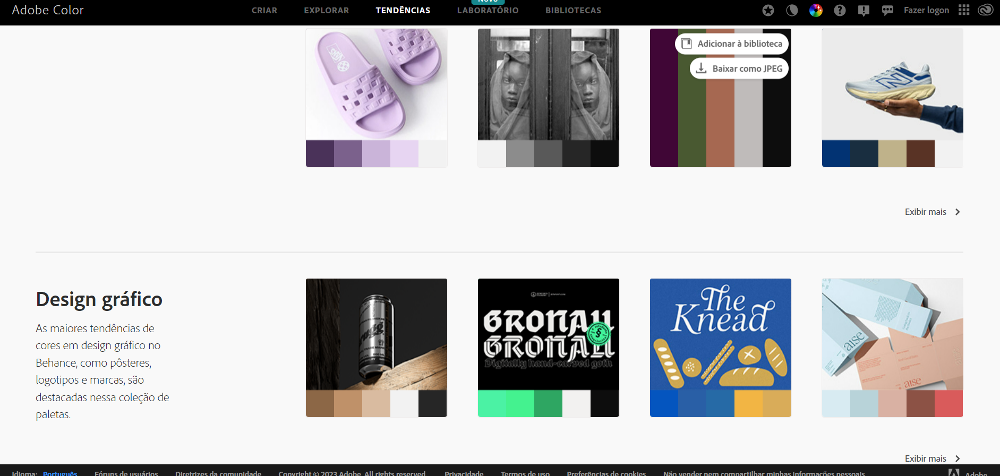 Adobe Color
CRIAR
EXPLORAR
TENDÊNCIAS
Novo
LABORATÓRIO
BIBLIOTECAS
Fazer logon
VANS
Adicionar à biblioteca
Baixar como JPEG
N
Exibir mais
Design gráfico
As maiores tendências de
cores em design gráfico no
Behance, como pôsteres,
logotipos e marcas, são
destacadas nessa coleção de
paletas.
GRONAU
GRONAU
Digitally hand-carved goth
§
The
Knead
aise
aise
Exibir mais
Idioma: Português
Fóruns de usuários
Diretrizes da comunidade
Copyright © 2023 Adobe. All rights reserved.
Privacidade
Termos de uso
Preferências de cookies
Não vender nem compartilhar minhas informações pessoais
Adobe